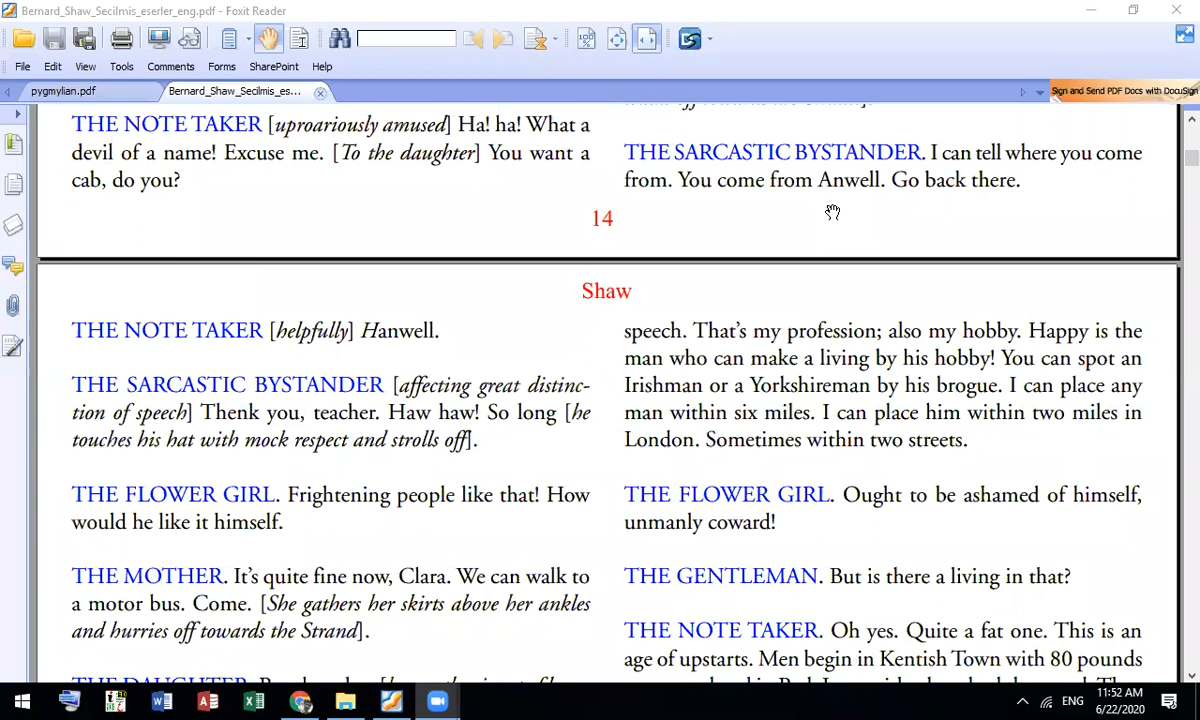 Bernard_Shaw_Secilmis_eserler_eng.pdf - Foxit Reader
File Edit View Tools Comments Forms SharePoint Help
pygmylian.pdf
Bernard_Shaw_Secilmis_es...
Sign and Send PDF Docs with DocuSign
THE NOTE TAKER [uproariously amused] Ha! ha! What a
devil of a name! Excuse me. [To the daughter] You want a
cab, do you?
THE SARCASTIC BYSTANDER. I can tell where you come
from. You come from Anwell. Go back there.
14
Shaw
THE NOTE TAKER [helpfully] Hanwell.
THE SARCASTIC BYSTANDER [affecting great distinc-
tion of speech] Thenk you, teacher. Haw haw! So long [he
touches his hat with mock respect and strolls off].
THE FLOWER GIRL. Frightening people like that! How
would he like it himself.
THE MOTHER. It's quite fine now, Clara. We can walk to
a motor bus. Come. [She gathers her skirts above her ankles
and hurries off towards the Strand].
speech. That's my profession; also my hobby. Happy is the
man who can make a living by his hobby! You can spot an
Irishman or a Yorkshireman by his brogue. I can place any
man within six miles. I can place him within two miles in
London. Sometimes within two streets.
THE FLOWER GIRL. Ought to be ashamed of himself,
unmanly coward!
THE GENTLEMAN. But is there a living in that?
THE NOTE TAKER. Oh yes. Quite a fat one. This is an
age of upstarts. Men begin in Kentish Town with 80 pounds
ENG
11:52 AM
6/22/2020